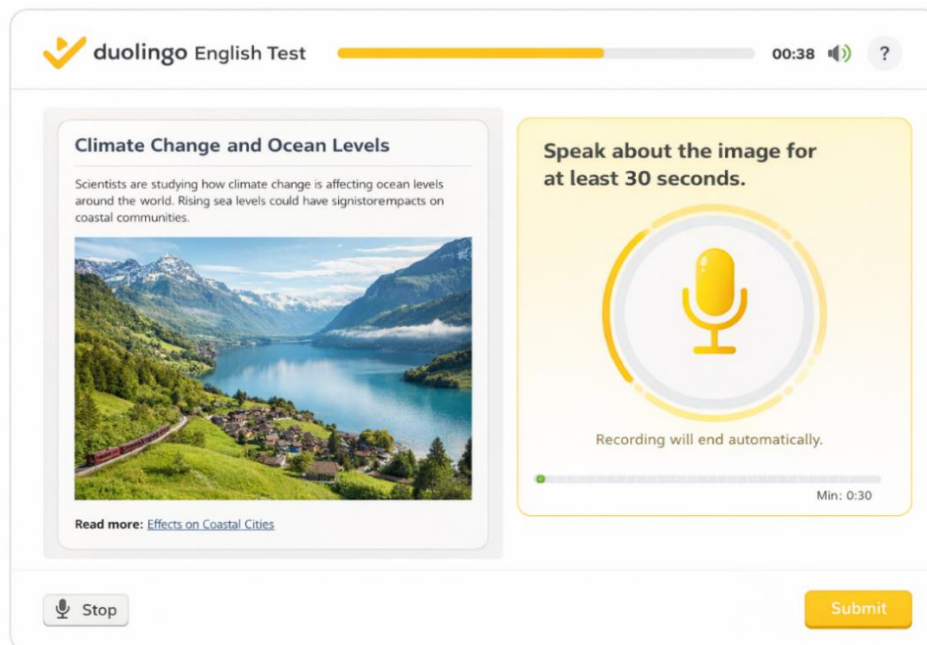 duolingo English Test
00:38
?
Climate Change and Ocean Levels
Scientists are studying how climate change is affecting ocean levels
around the world. Rising sea levels could have signistorempacts on
coastal communities.
Read more: Effects on Coastal Cities
Speak about the image for
at least 30 seconds.
Recording will end automatically.
Min: 0:30
Stop
Submit